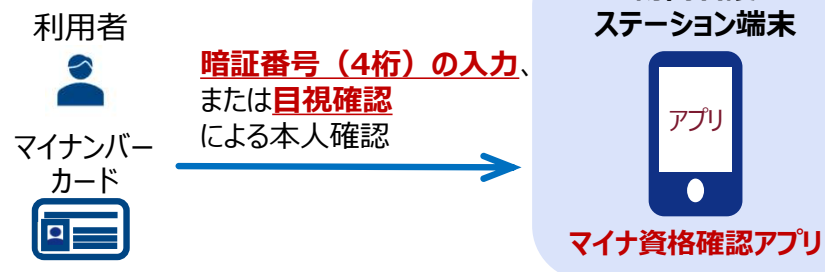 利用者
マイナンバー
カード
暗証番号（4桁）の入力、
または目視確認
による本人確認
ステーション端末
アプリ
マイナ資格確認アプリ